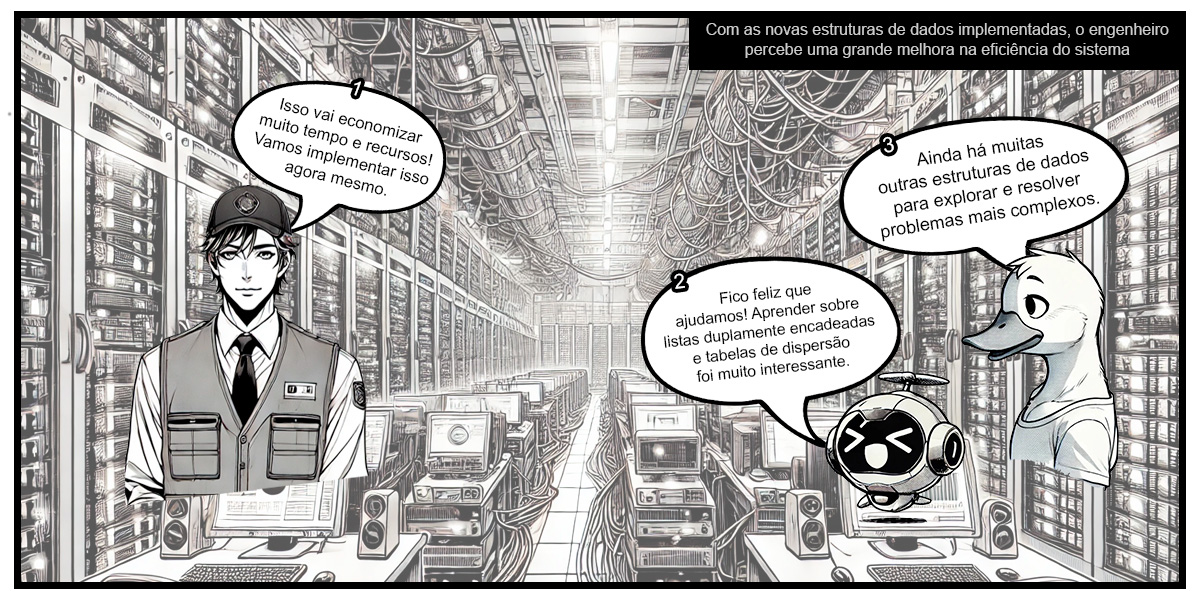 Com as novas estruturas de dados implementadas, o engenheiro
percebe uma grande melhora na eficiência do sistema
1
Isso vai economizar
muito tempo e recursos!
Vamos implementar isso
agora mesmo.
2
Fico feliz que
ajudamos! Aprender sobre
listas duplamente encadeadas
e tabelas de dispersão
foi muito interessante.
3
Ainda há muitas
outras estruturas de dados
para explorar e resolver
problemas mais complexos.